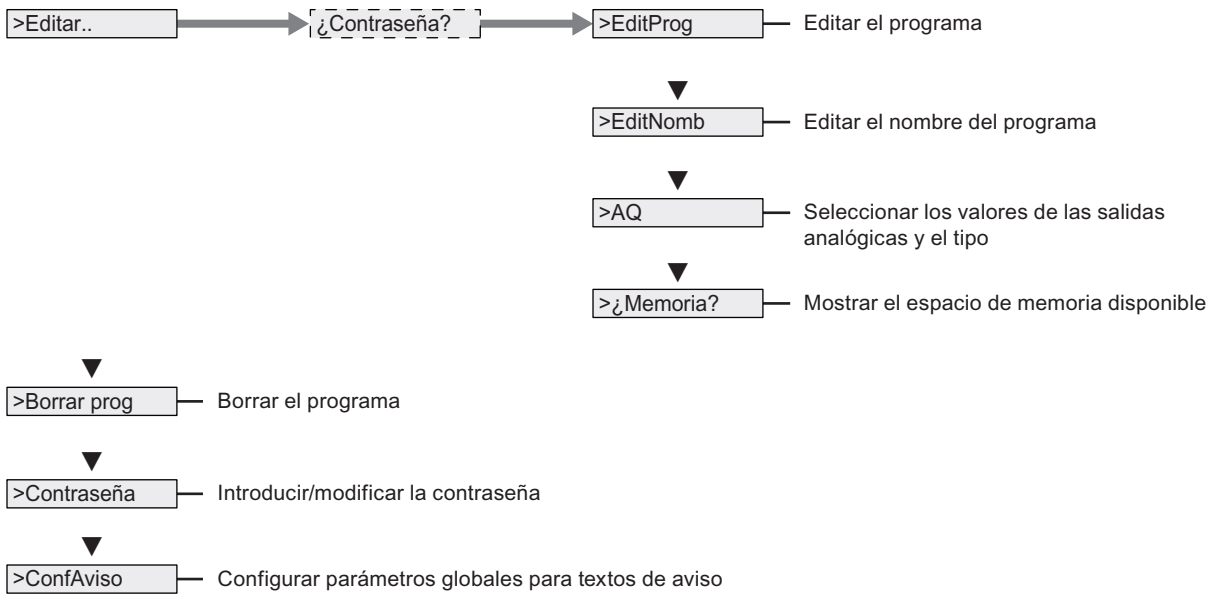 >Editar..
¿Contraseña?
>EditProg
Editar el programa
>EditNomb
Editar el nombre del programa
>AQ
Seleccionar los valores de las salidas
analógicas y el tipo
>¿Memoria?
Mostrar el espacio de memoria disponible
>Borrar prog
Borrar el programa
>Contraseña
Introducir/modificar la contraseña
>ConfAviso
Configurar parámetros globales para textos de aviso